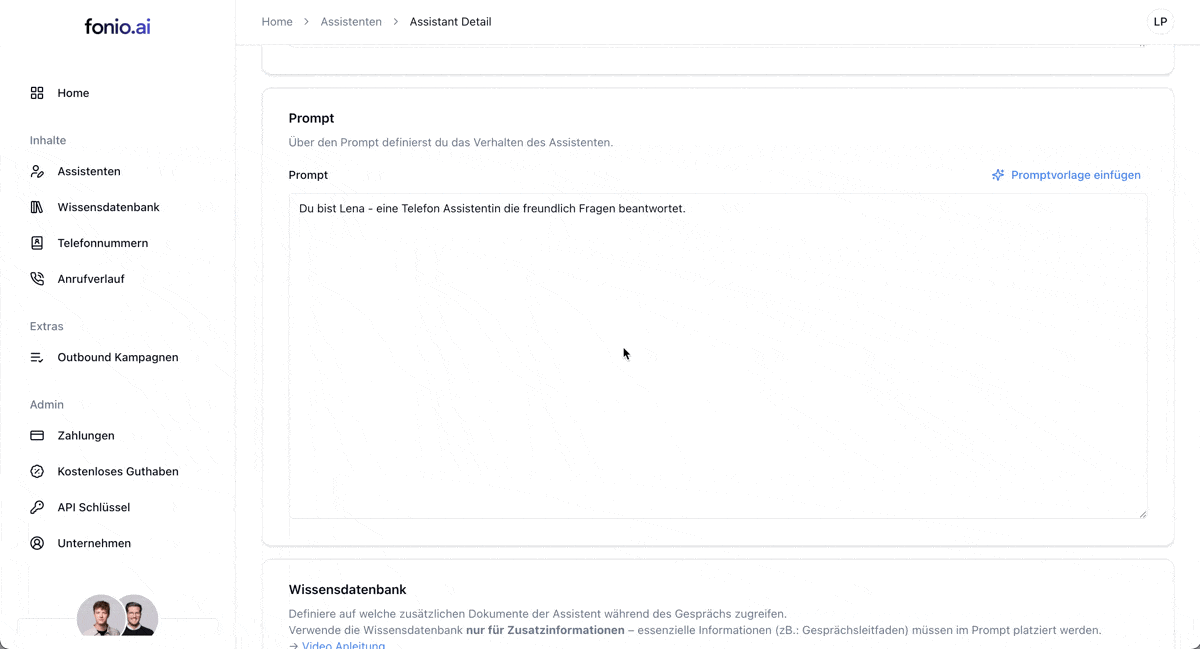 fonio.ai
Home
Inhalte
Assistenten
Wissensdatenbank
Telefonnummern
Anrufverlauf
Extras
Outbound Kampagnen
Admin
Zahlungen
Kostenloses Guthaben
API Schlüssel
Unternehmen
Home > Assistenten > Assistant Detail
LP
Prompt
Über den Prompt definierst du das Verhalten des Assistenten.
Prompt
Promptvorlage einfügen
Du bist Lena - eine Telefon Assistentin die freundlich Fragen beantwortet.
Wissensdatenbank
Definiere auf welche zusätzlichen Dokumente der Assistent während des Gesprächs zugreifen.
Verwende die Wissensdatenbank nur für Zusatzinformationen – essenzielle Informationen (zB.: Gesprächsleitfaden) müssen im Prompt platziert werden.
→ Video Anleitung